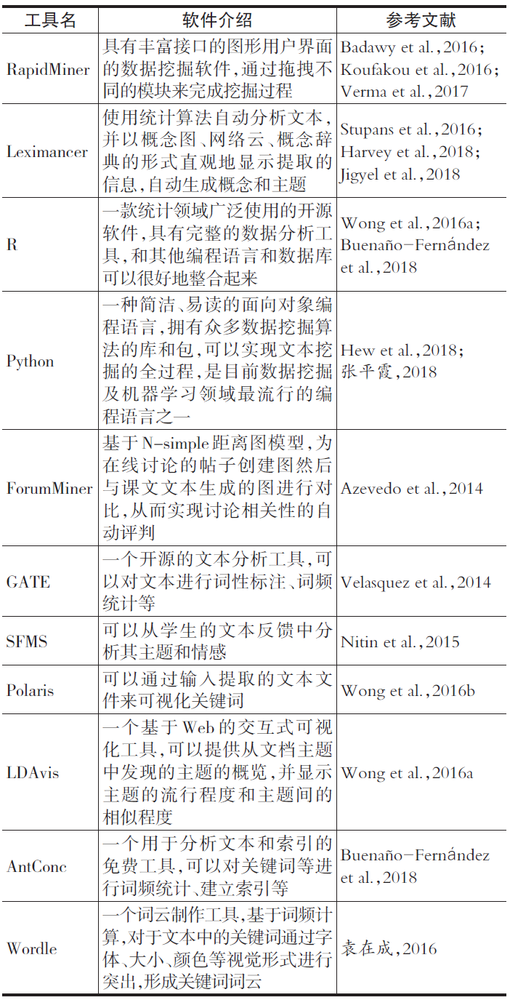 工具名 软件介绍 参考文献
RapidMiner
具有丰富接口的图形用户界面
的数据挖掘软件,通过拖拽不
同的模块来完成挖掘过程
Badawy et al.,2016;
Koufakou et al.,2016;
Verma et al.,2017
Leximancer
使用统计算法自动分析文本,
并以概念图、网络云、概念辞
典的形式直观地显示提取的
信息,自动生成概念和主题
Stupans et al.,2016;
Harvey et al.,2018;
Jigyel et al.,2018
R
一款统计领域广泛使用的开源
软件,具有完整的数据分析工
具,和其他编程语言和数据库
可以很好地整合起来
Wong et al.,2016a;
Buenaño-Fernández
et al.,2018
Python
一种简洁、易读的面向对象编
程语言,拥有众多数据挖掘算
法的库和包,可以实现文本挖
掘的全过程,是目前数据挖掘
及机器学习领域最流行的编
程语言之一
Hew et al.,2018;
张平霞,2018
ForumMiner
基于N-simple距离图模型,为
在线讨论的帖子创建图然后
与课文文本生成的图进行对
比,从而实现讨论相关性的自
动评判
Azevedo et al.,2014
GATE
一个开源的文本分析工具,可
以对文本进行词性标注、词频
统计等
Velasquez et al.,2014
SFMS
可以从学生的文本反馈中分
析其主题和情感
Nitin et al.,2015
Polaris
可以通过输入提取的文本文
件来可视化关键词
Wong et al.,2016b
LDAvis
一个基于Web的交互式可视
化工具,可以提供从文档主题
中发现的主题的概览,并显示
主题的流行程度和主题间的
相似程度
Wong et al.,2016a
AntConc
一个用于分析文本和索引的
免费工具,可以对关键词等进
行词频统计、建立索引等
Buenaño-Fernández
et al.,2018
Wordle
一个词云制作工具,基于词频计
算,对于文本中的关键词通过字
体、大小、颜色等视觉形式进行
突出,形成关键词词云
袁在成,2016